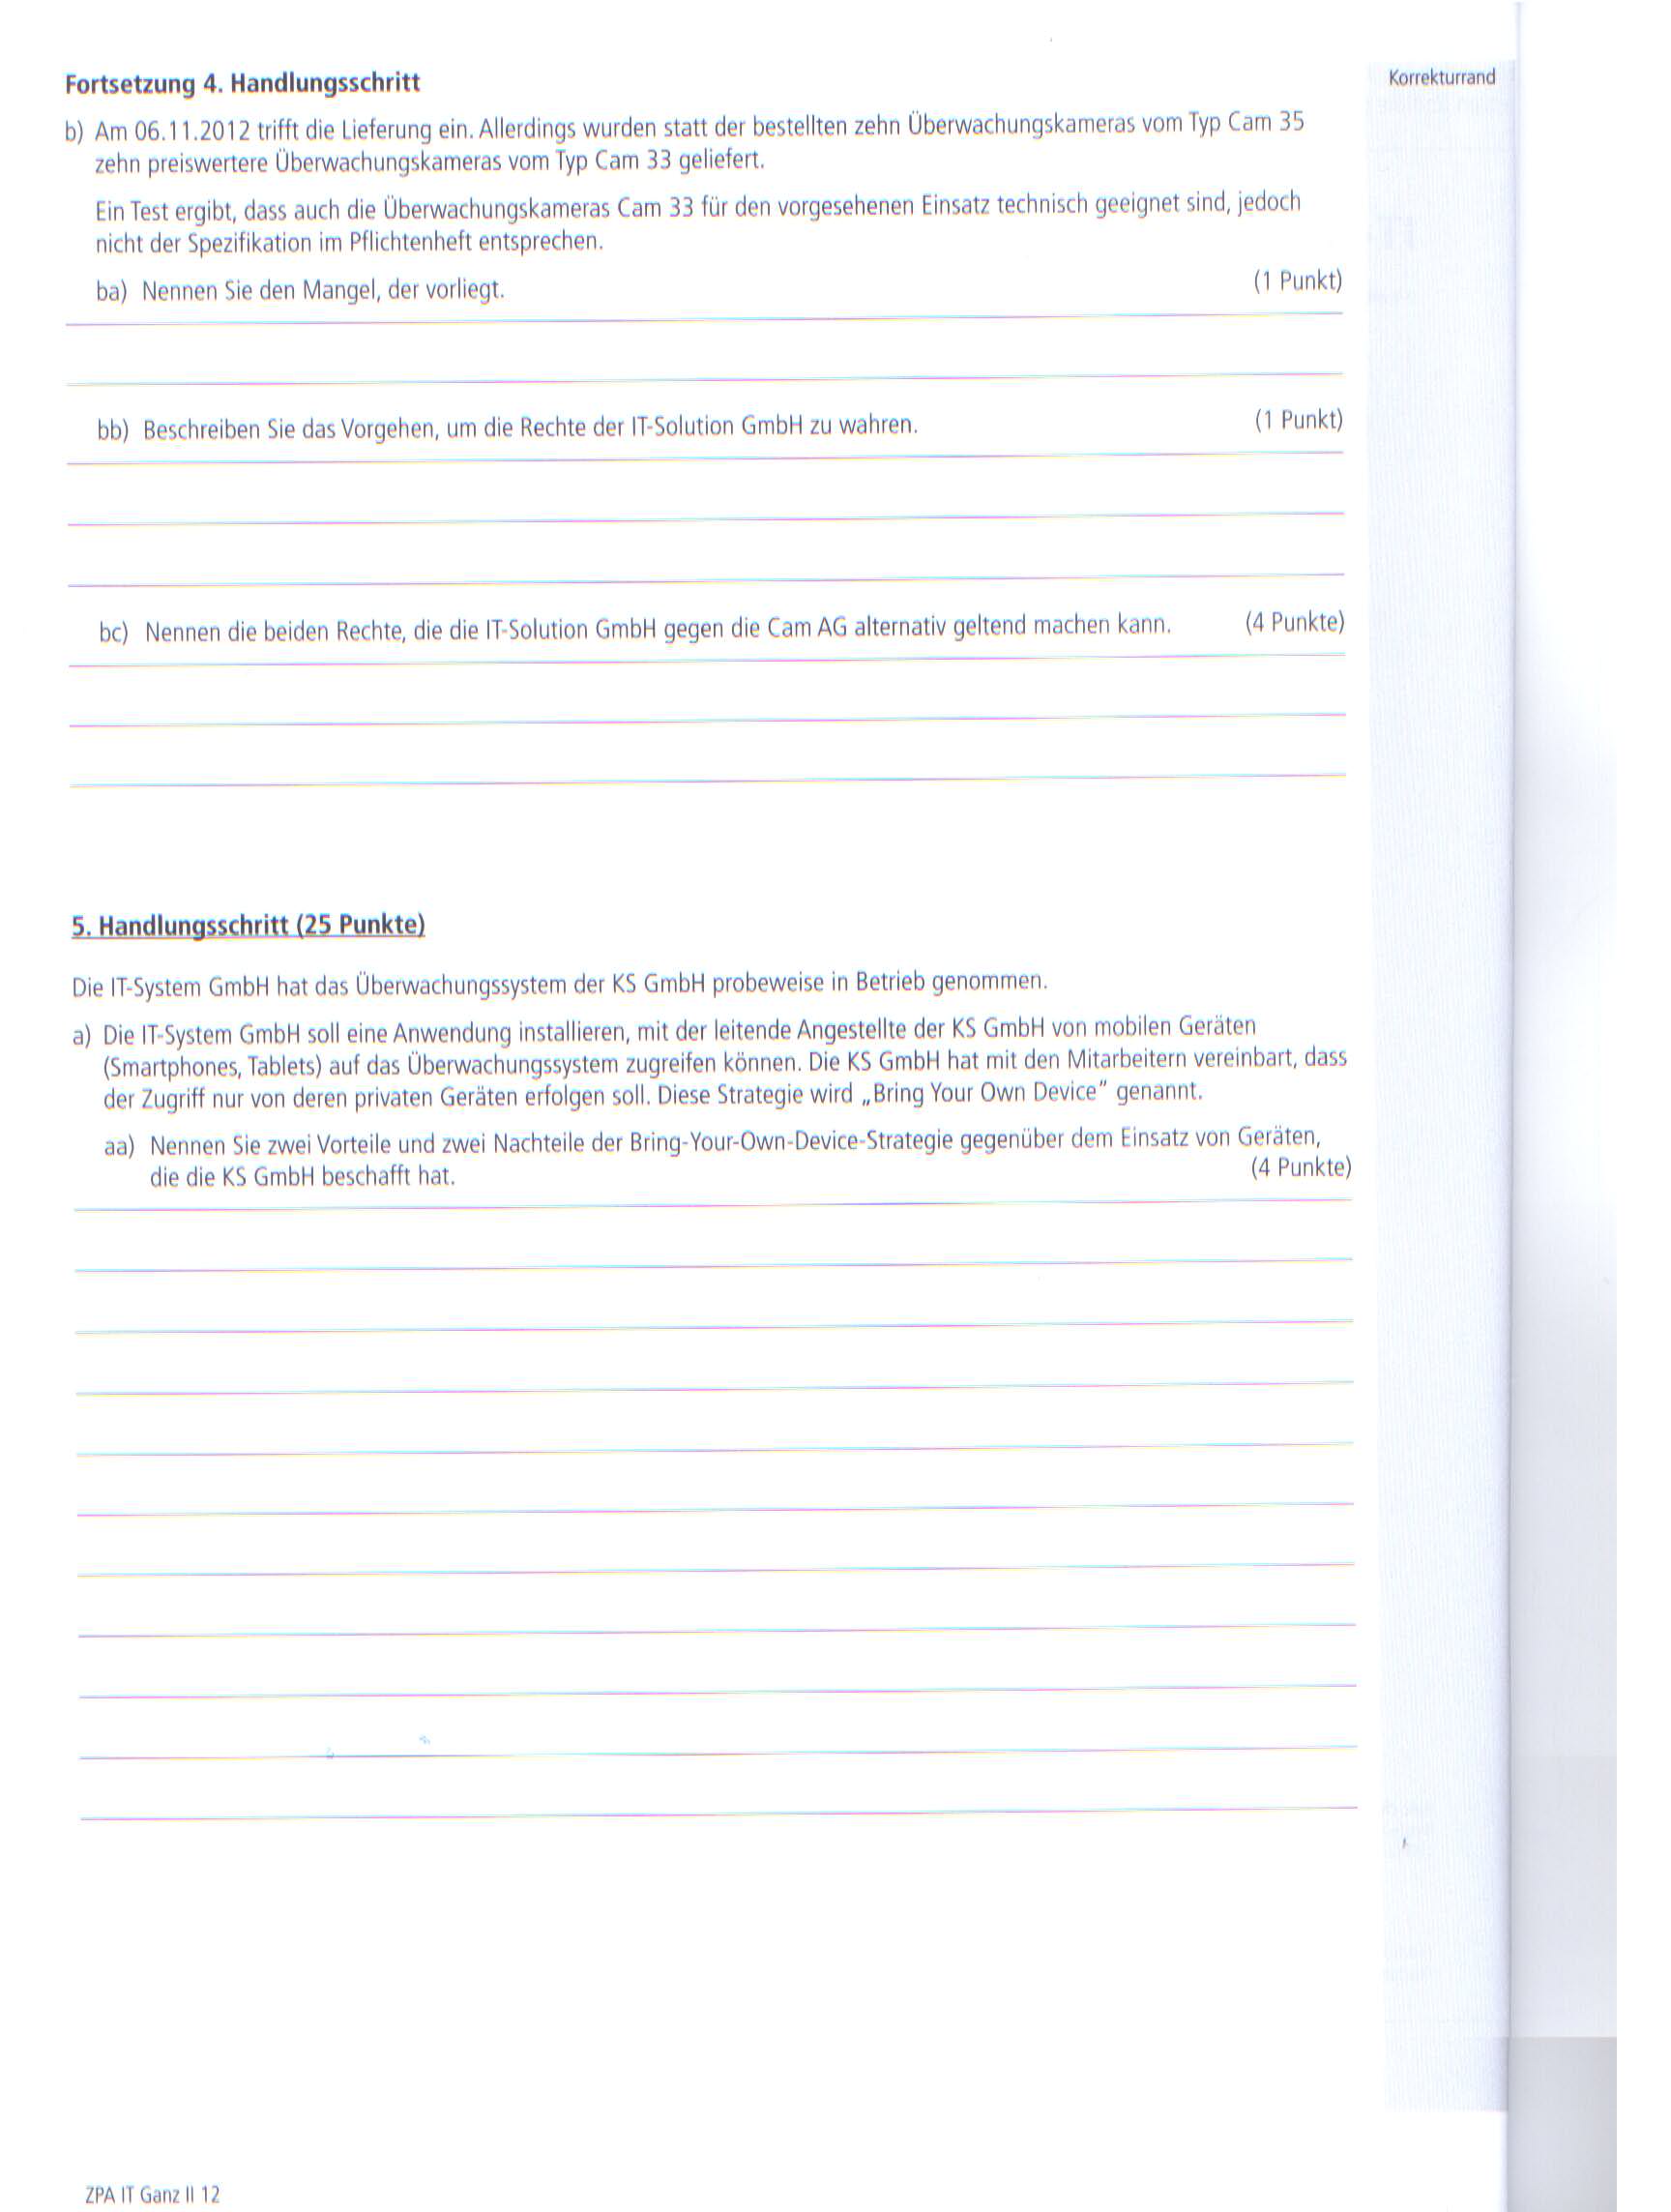 Korrekturrand
Fortsetzung 4. Handlungsschritt
b) Am 06.11.2012 trifft die Lieferung ein. Allerdings wurden statt der bestellten zehn Überwachungskameras vom Typ Cam 35
zehn preiswertere Überwachungskameras vom Typ Cam 33 geliefert.
Ein Test ergibt, dass auch die Überwachungskameras Cam 33 für den vorgesehenen Einsatz technisch geeignet sind, jedoch
nicht der Spezifikation im Pflichtenheft entsprechen.
ba) Nennen Sie den Mangel, der vorliegt. (1 Punkt)
bb) Beschreiben Sie das Vorgehen, um die Rechte der IT-Solution GmbH zu wahren. (1 Punkt)
bc) Nennen die beiden Rechte, die die IT-Solution GmbH gegen die Cam AG alternativ geltend machen kann. (4 Punkte)
5. Handlungsschritt (25 Punkte)
Die IT-System GmbH hat das Überwachungssystem der KS GmbH probeweise in Betrieb genommen.
a) Die IT-System GmbH soll eine Anwendung installieren, mit der leitende Angestellte der KS GmbH von mobilen Geräten
(Smartphones, Tablets) auf das Überwachungssystem zugreifen können. Die KS GmbH hat mit den Mitarbeitern vereinbart, dass
der Zugriff nur von deren privaten Geräten erfolgen soll. Diese Strategie wird „Bring Your Own Device" genannt.
aa) Nennen Sie zwei Vorteile und zwei Nachteile der Bring-Your-Own-Device-Strategie gegenüber dem Einsatz von Geräten,
die die KS GmbH beschafft hat. (4 Punkte)
ZPA IT Ganz II 12